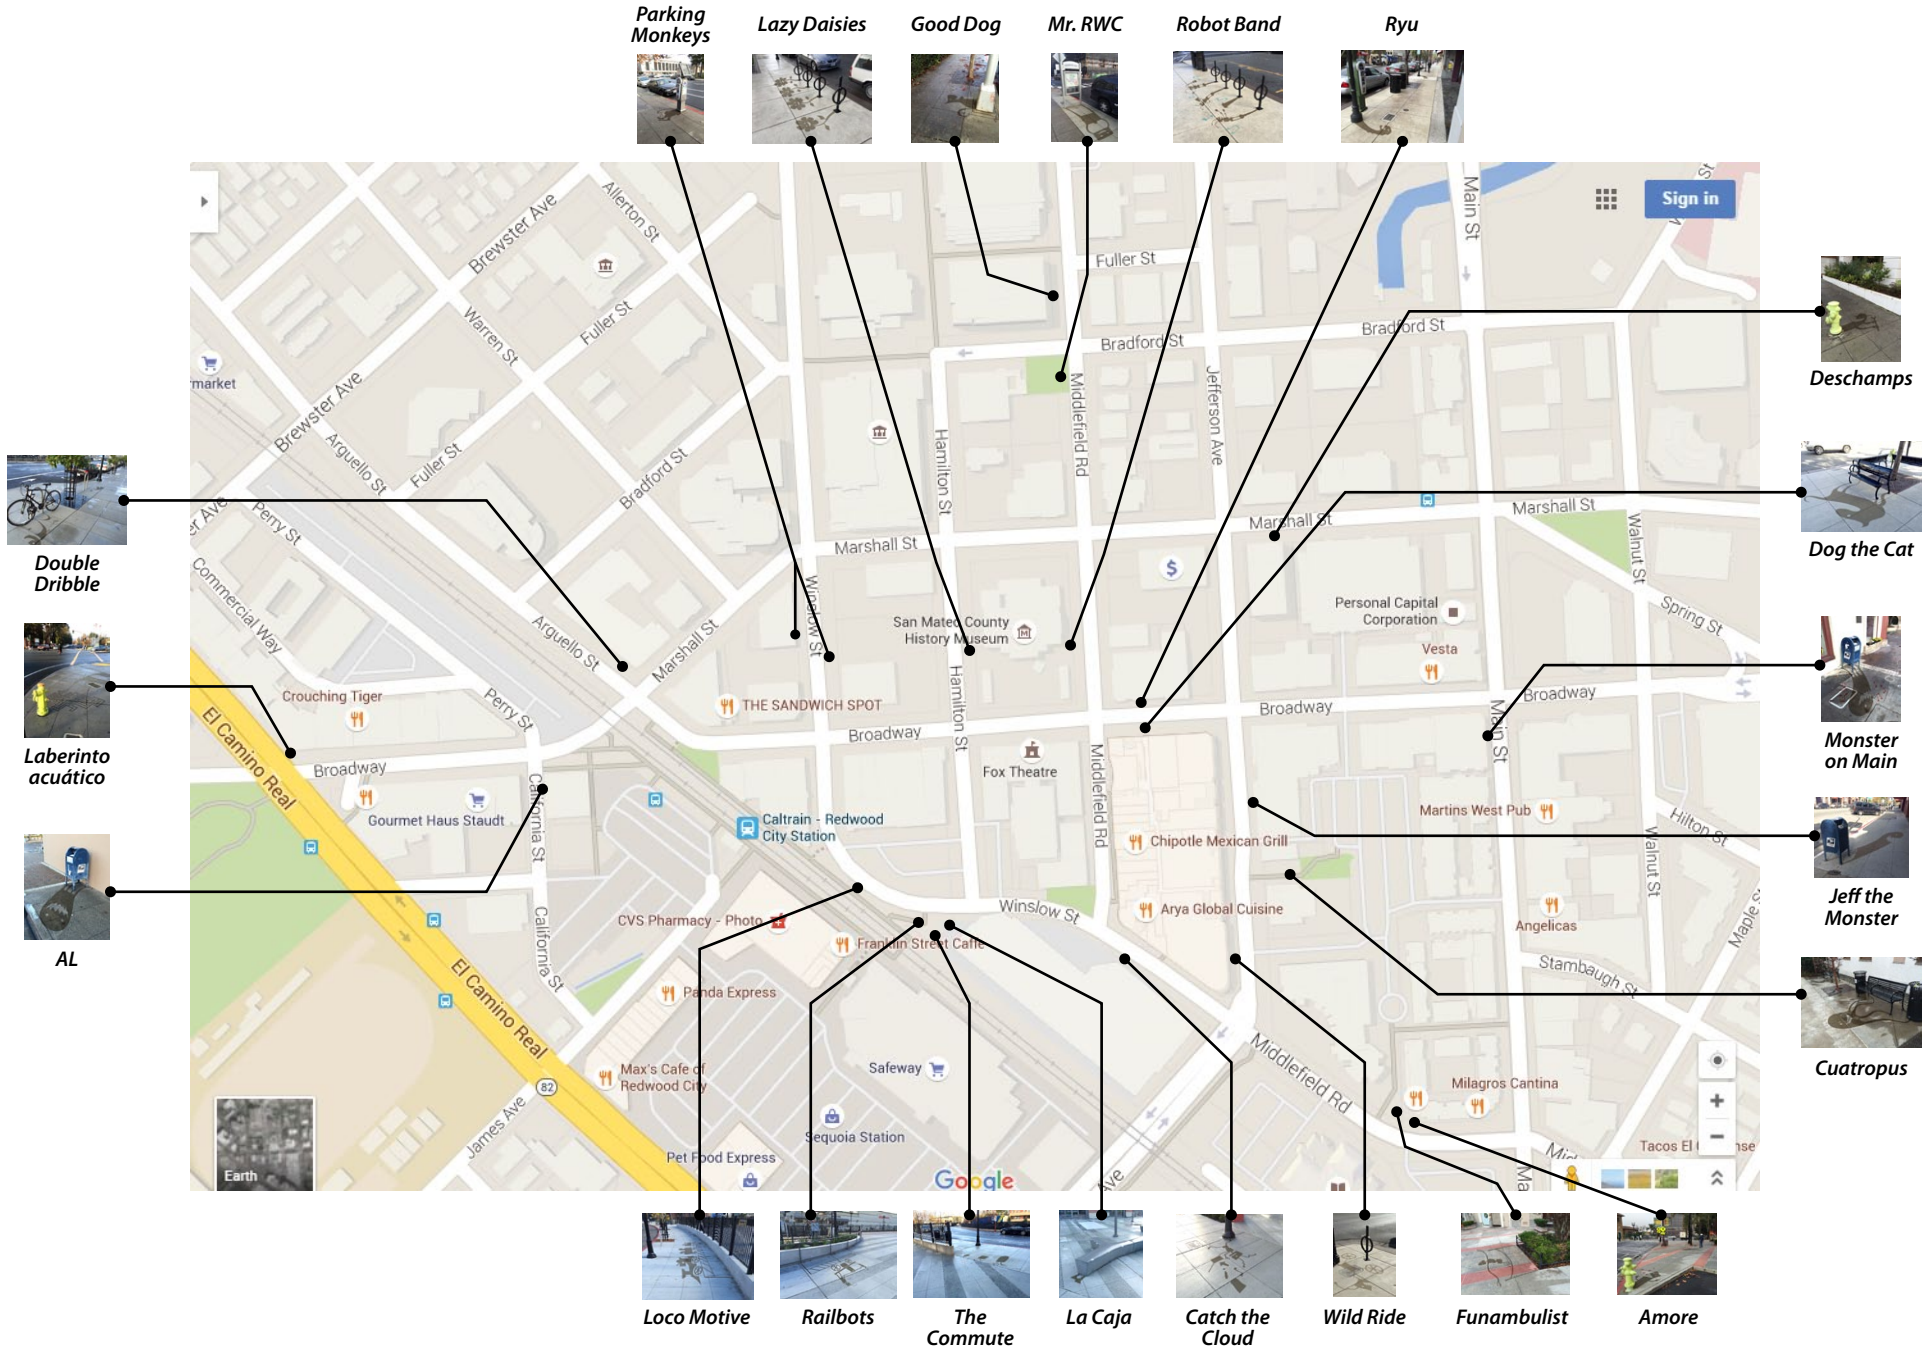 Parking
Monkeys
Lazy Daisies
Good Dog
Mr. RWC
Robot Band
Ryu
Sign in
Main St
Allerton St
Brewster Ave
Fuller St
Warren St
Fuller St
Bradford St
Bradford St
market
Deschamps
Brewster Ave
Arguello St
Fuller St
Bradford St
Hamilton St
Middlefield Rd
Jefferson Ave
Marshall St
Marshall St
Marshall St
Walnut St
Dog the Cat
Double
Dribble
Perry St
er Ave
Commercial Way
Arguello St
Marshall St
Winslow St
San Mateo County
History Museum
Personal Capital
Corporation
Vesta
Spring St
Crouching Tiger
Perry St
THE SANDWICH SPOT
Hamilton St
Broadway
Broadway
Broadway
Main St
Laberinto
acuático
El Camino Real
Broadway
California St
Fox Theatre
Middlefield Rd
Monster
on Main
Gourmet Haus Staudt
Caltrain - Redwood
City Station
Chipotle Mexican Grill
Martins West Pub
Hilton St
Walnut St
Jeff the
Monster
AL
California St
CVS Pharmacy - Photo
Franklin Street Caffe
Winslow St
Arya Global Cuisine
Angelicas
Maple St
Stambaugh St
El Camino Real
Panda Express
Cuatropus
Max's Cafe of
Redwood City
82
James Ave
Safeway
Middlefield Rd
Milagros Cantina
Sequoia Station
Pet Food Express
Earth
Google
Ave
Tacos El
nse
Loco Motive
Railbots
The
Commute
La Caja
Catch the
Cloud
Wild Ride
Funambulist
Amore